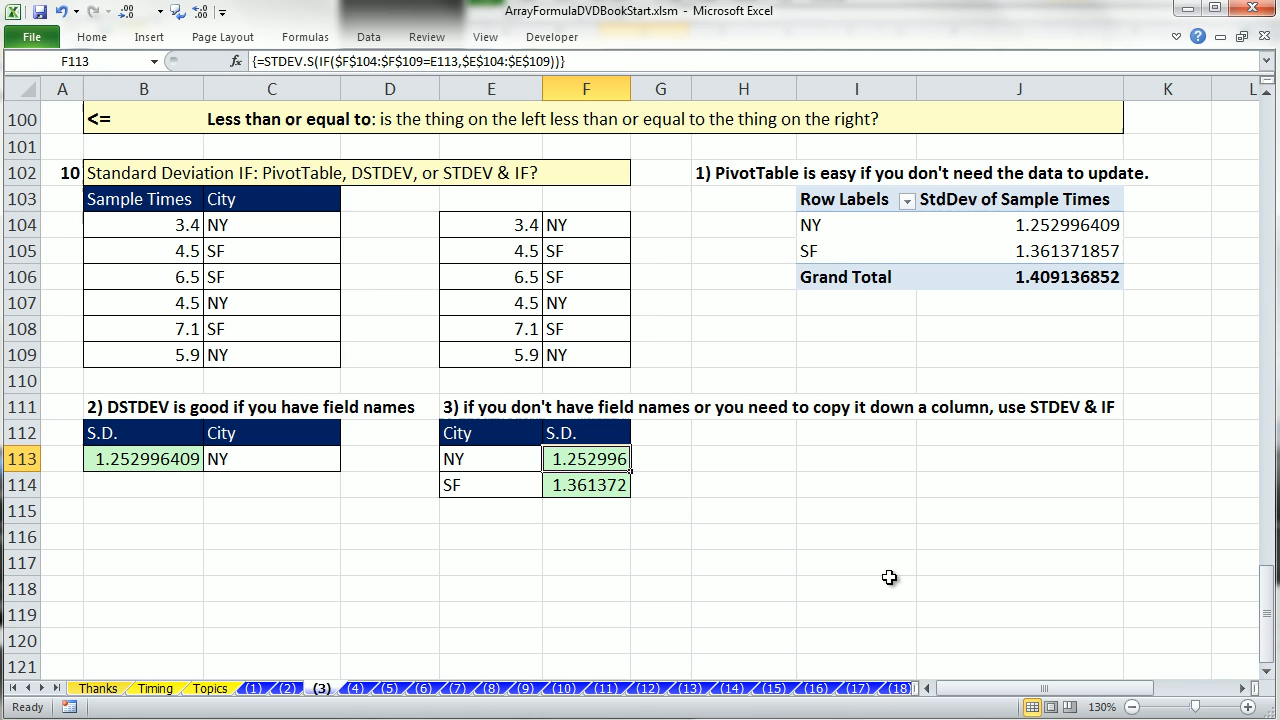 ArrayFormulaDVDBookStart.xlsm - Microsoft Excel
File Home Insert Page Layout Formulas Data Review View Developer
F113 fx {=STDEV.S(IF($F$104:$F$109=E113,$E$104:$E$109))}
A B C D E F G H I J K L
100 <= Less than or equal to: is the thing on the left less than or equal to the thing on the right?
101
102 10 Standard Deviation IF: PivotTable, DSTDEV, or STDEV & IF? 1) PivotTable is easy if you don't need the data to update.
103 Sample Times City Row Labels StdDev of Sample Times
104 3.4 NY 3.4 NY NY 1.252996409
105 4.5 SF 4.5 SF SF 1.361371857
106 6.5 SF 6.5 SF Grand Total 1.409136852
107 4.5 NY 4.5 NY
108 7.1 SF 7.1 SF
109 5.9 NY 5.9 NY
110
111 2) DSTDEV is good if you have field names 3) if you don't have field names or you need to copy it down a column, use STDEV & IF
112 S.D. City City S.D.
113 1.252996409 NY NY 1.252996
114 SF 1.361372
115
116
117
118
119
120
121
Thanks Timing Topics (1) (2) (3) (4) (5) (6) (7) (8) (9) (10) (11) (12) (13) (14) (15) (16) (17) (18
Ready 130%